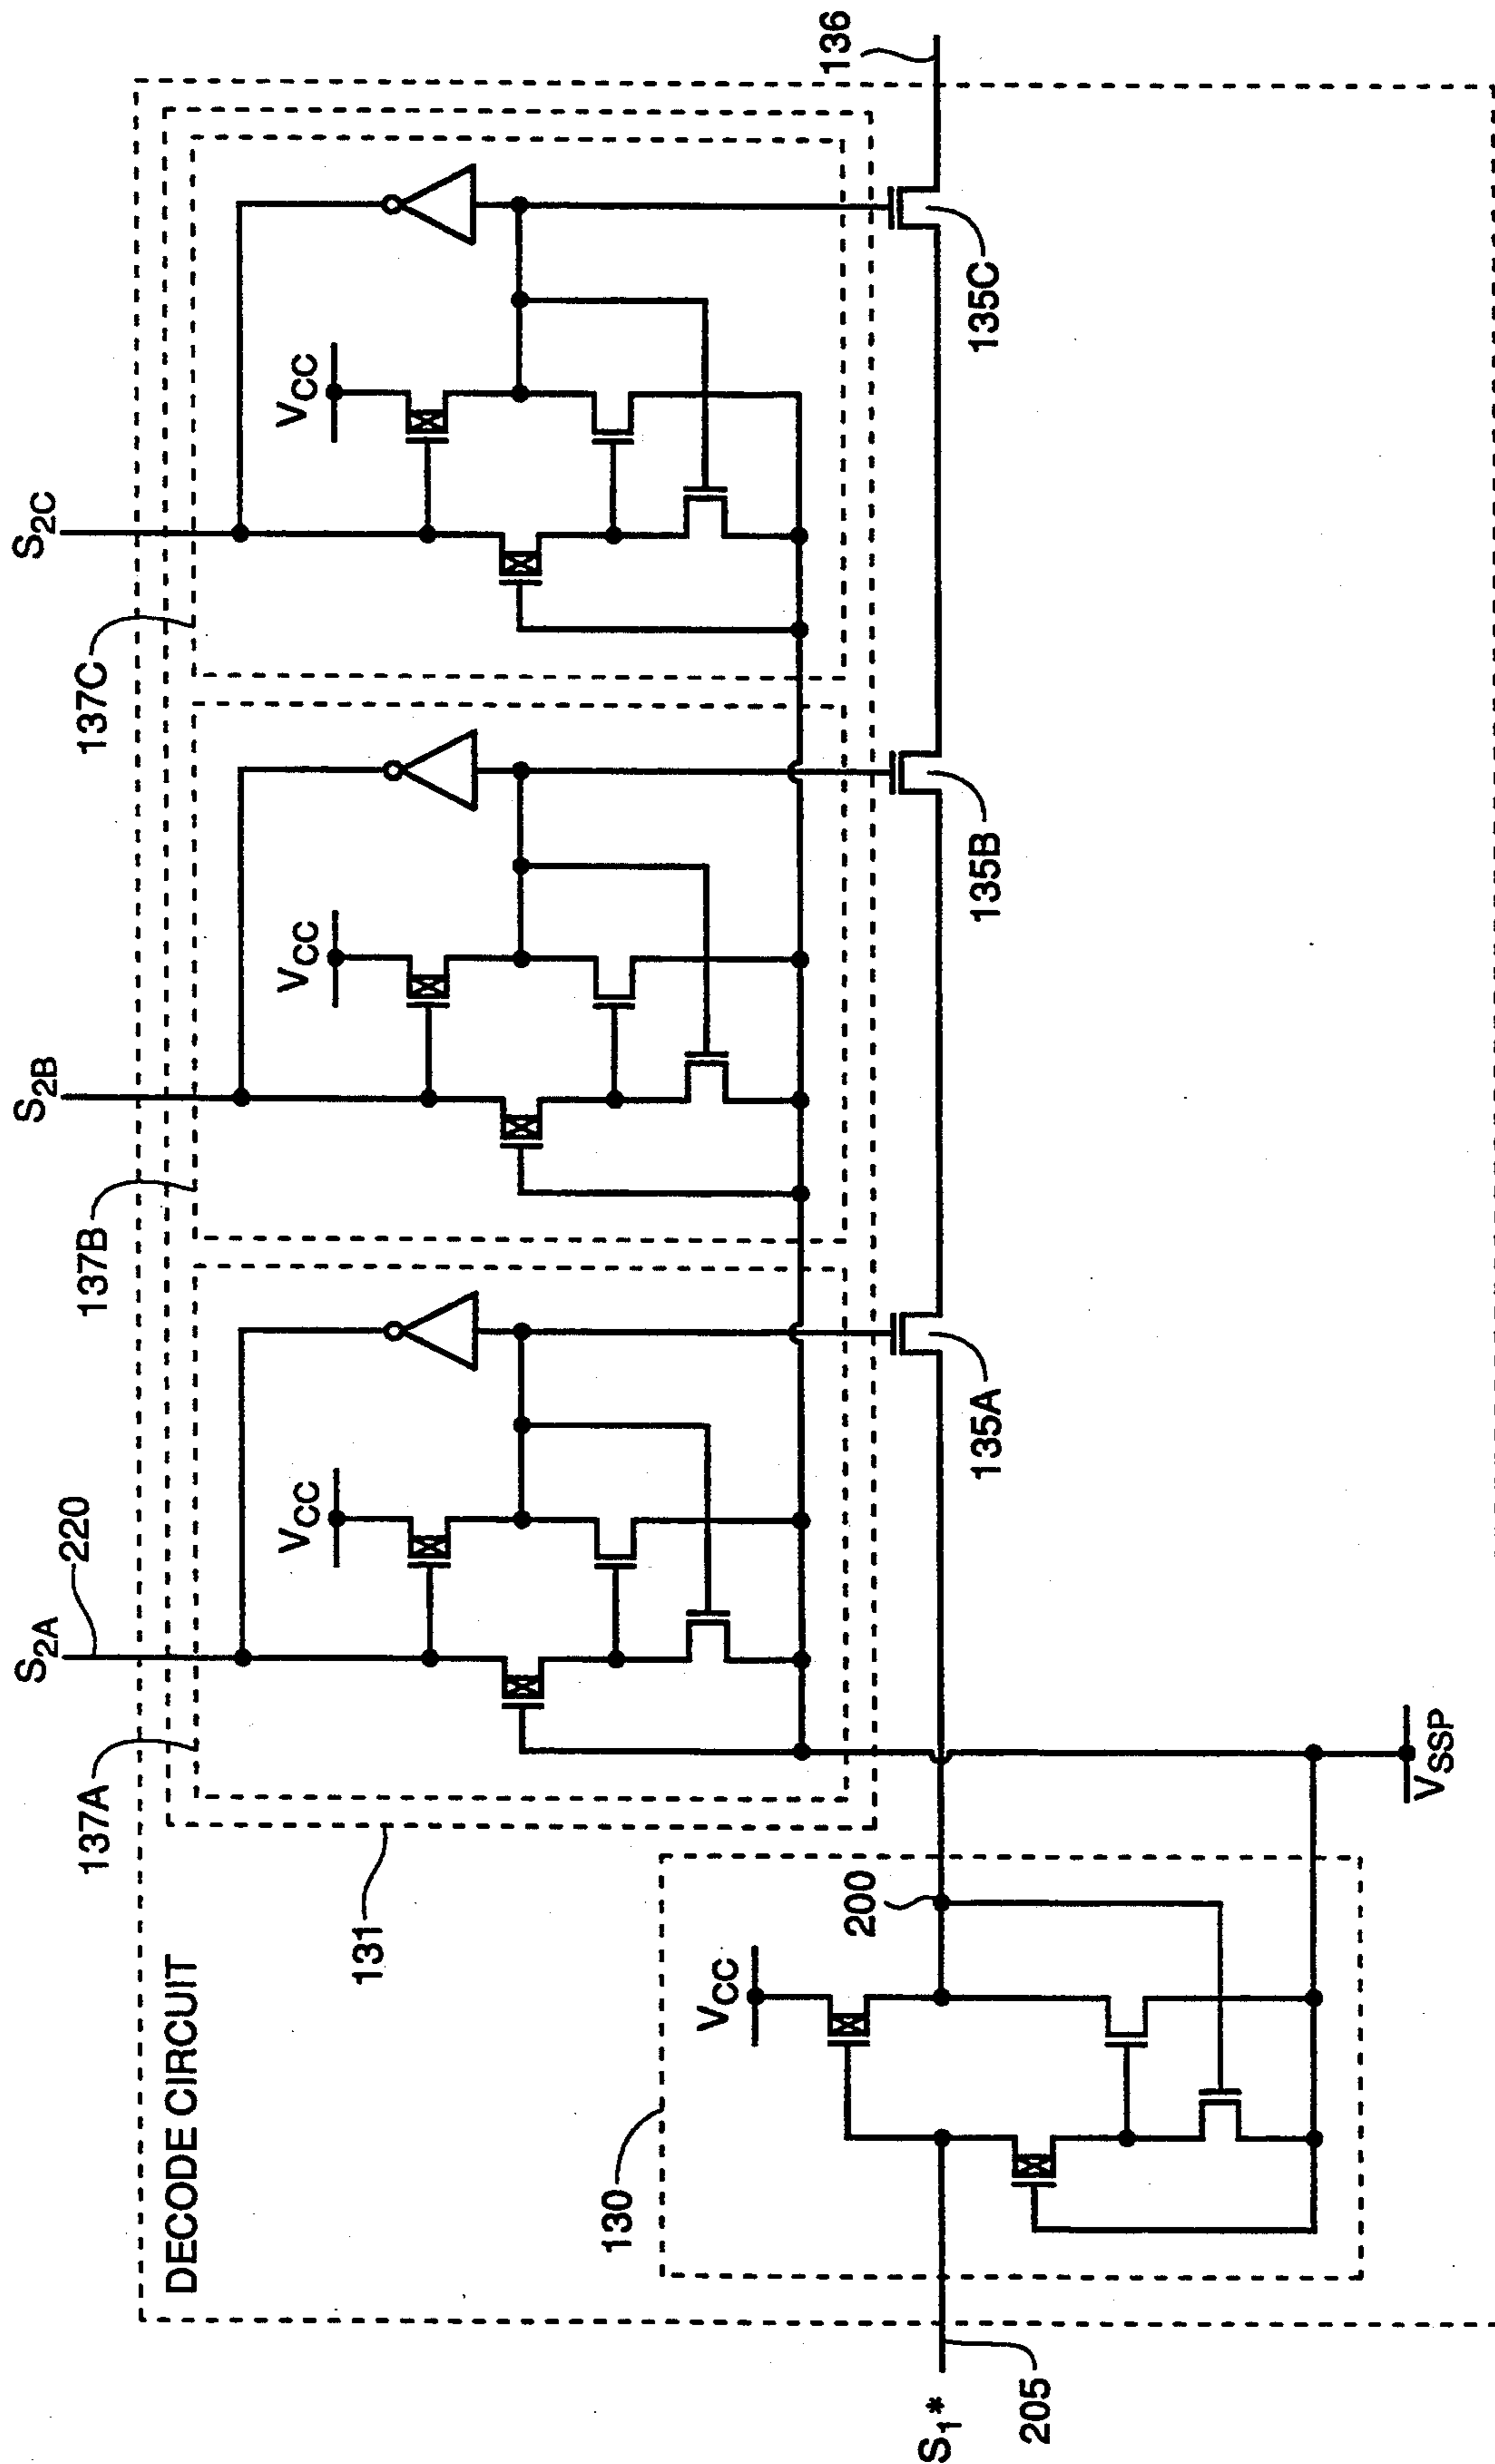 DECODE CIRCUIT
S2A
220
S2B
S2C
137A
137B
137C
131
VCC
VCC
VCC
136
135A
135B
135C
130
VCC
200
S1*
205
VSSP